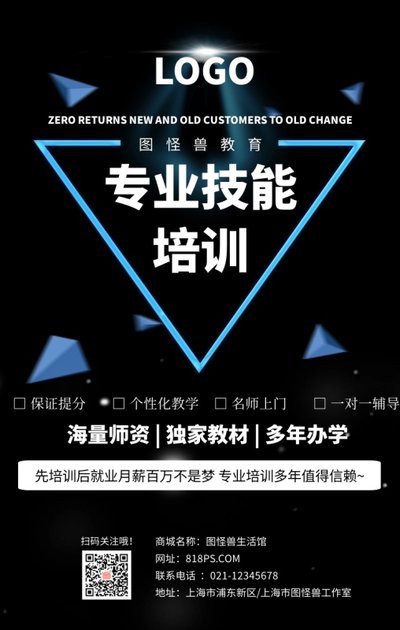 LOGO
ZERO RETURNS NEW AND OLD CUSTOMERS TO OLD CHANGE
图怪兽教育
专业技能
培训
□ 保证提分 □ 个性化教学 □ 名师上门 □ 一对一辅导
海量师资 | 独家教材 | 多年办学
先培训后就业月薪百万不是梦 专业培训多年值得信赖~
扫码关注哦!
商城名称：图怪兽生活馆
网址：818PS.COM
联系电话 ：021-12345678
地址：上海市浦东新区/上海市图怪兽工作室